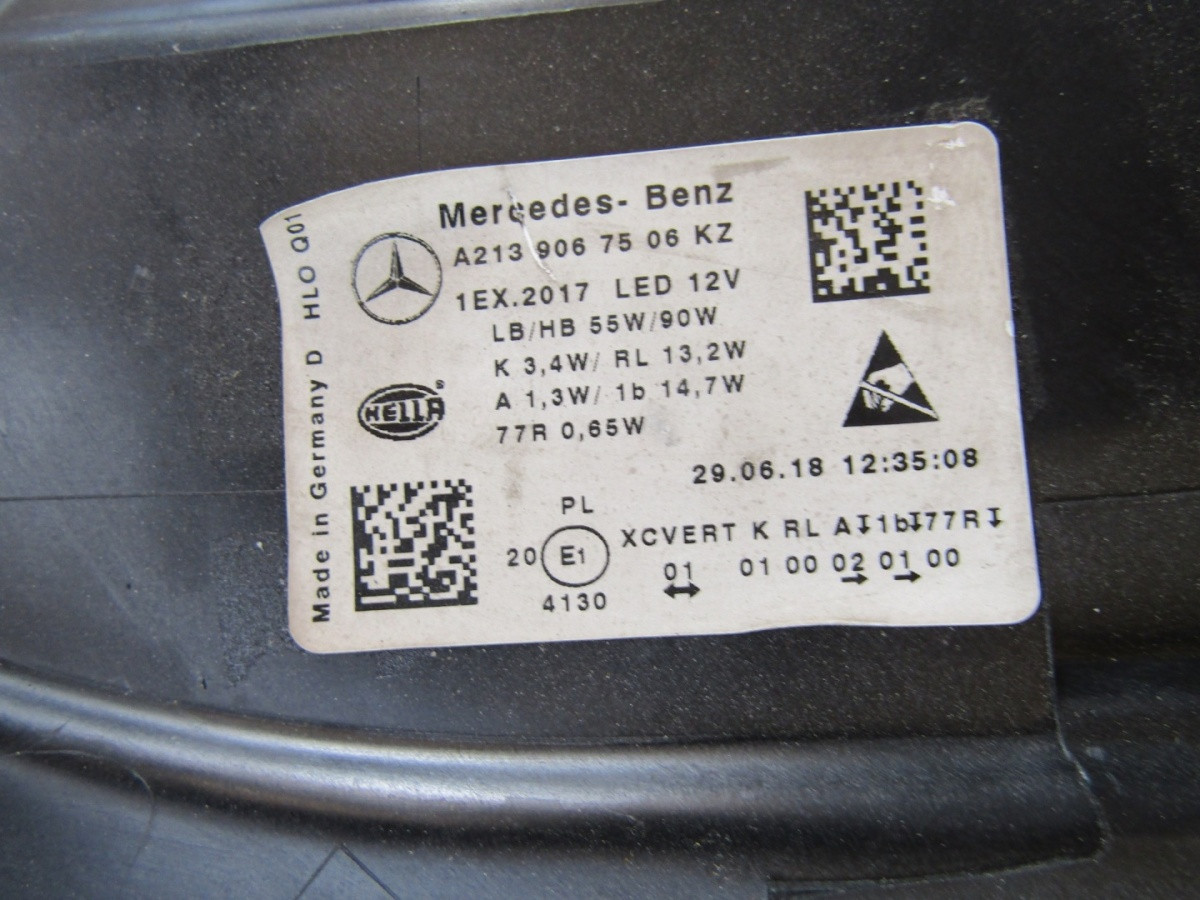 Mercedes- Benz
A213 906 75 06 KZ
1EX.2017 LED 12V
LB/HB 55W/90W
K 3,4W/ RL 13,2W
A 1,3W/ 1b 14,7W
77R 0,65W
HELLA
Made in Germany D HLO Q01
29.06.18 12:35:08
PL
20 E1
4130
XCVERT K RL A↧1b↧77R↧
01 01 00 02 01 00